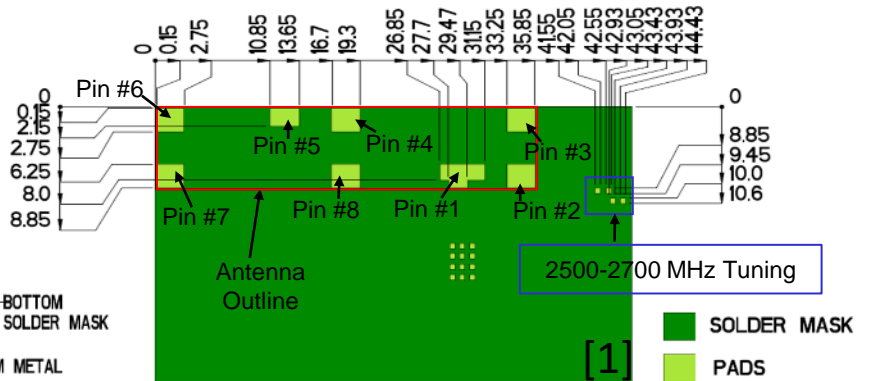 0 0.15 2.75 10.85 13.65 16.7 19.3 26.85 27.7 29.47 31.15 33.25 35.85 41.55 42.05 42.55 42.93 43.05 43.43 43.93 44.43
0
0.15
2.15
2.75
6.25
8.0
8.85
0
8.85
9.45
10.0
10.6
Pin #6
Pin #5
Pin #4
Pin #3
Pin #7
Pin #8
Pin #1
Pin #2
Antenna
Outline
2500-2700 MHz Tuning
BOTTOM
SOLDER MASK
METAL
[1]
SOLDER MASK
PADS